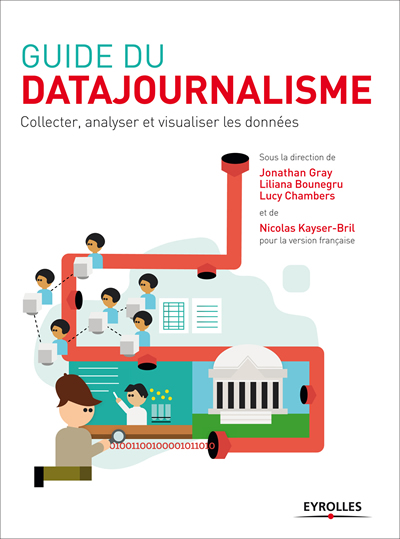 GUIDE DU
DATAJOURNALISME
Collecter, analyser et visualiser les données
Sous la direction de
Jonathan Gray
Liliana Bounegru
Lucy Chambers
et de
Nicolas Kayser-Bril
pour la version française
01001100100001011010
EYROLLES